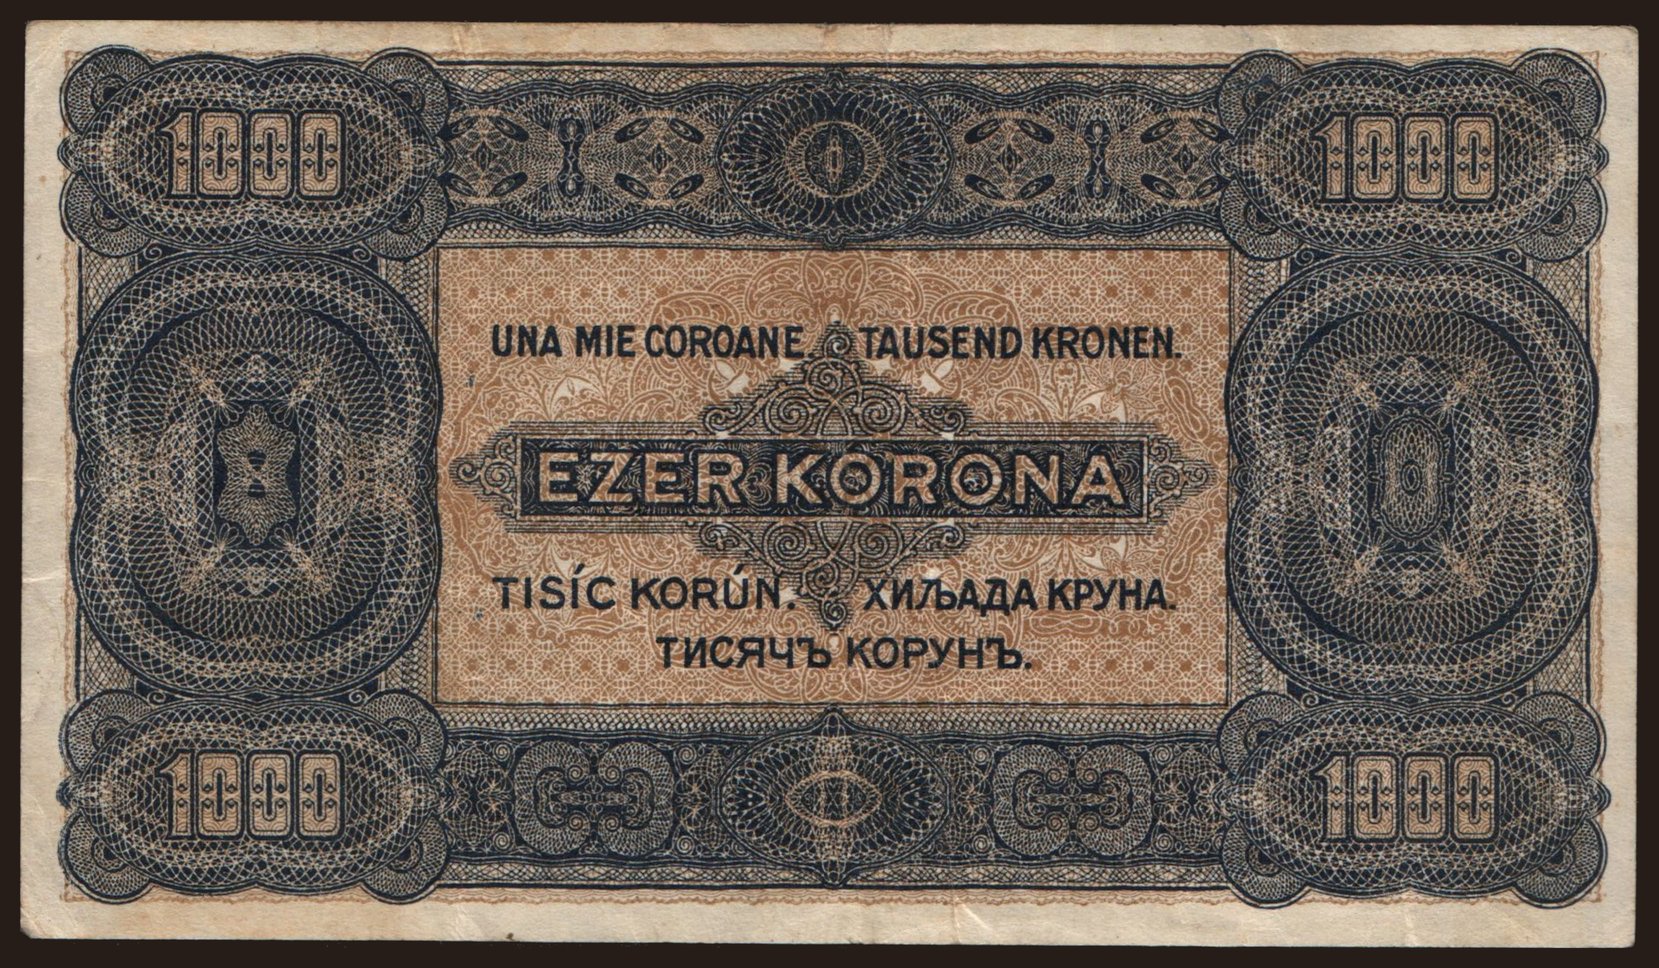 1000 1000
UNA MIE COROANE. TAUSEND KRONEN.
EZER KORONA
TISÍC KORÚN. ХИЉАДА КРУНА.
ТИСЯЧЪ КОРУНЪ.
1000 1000